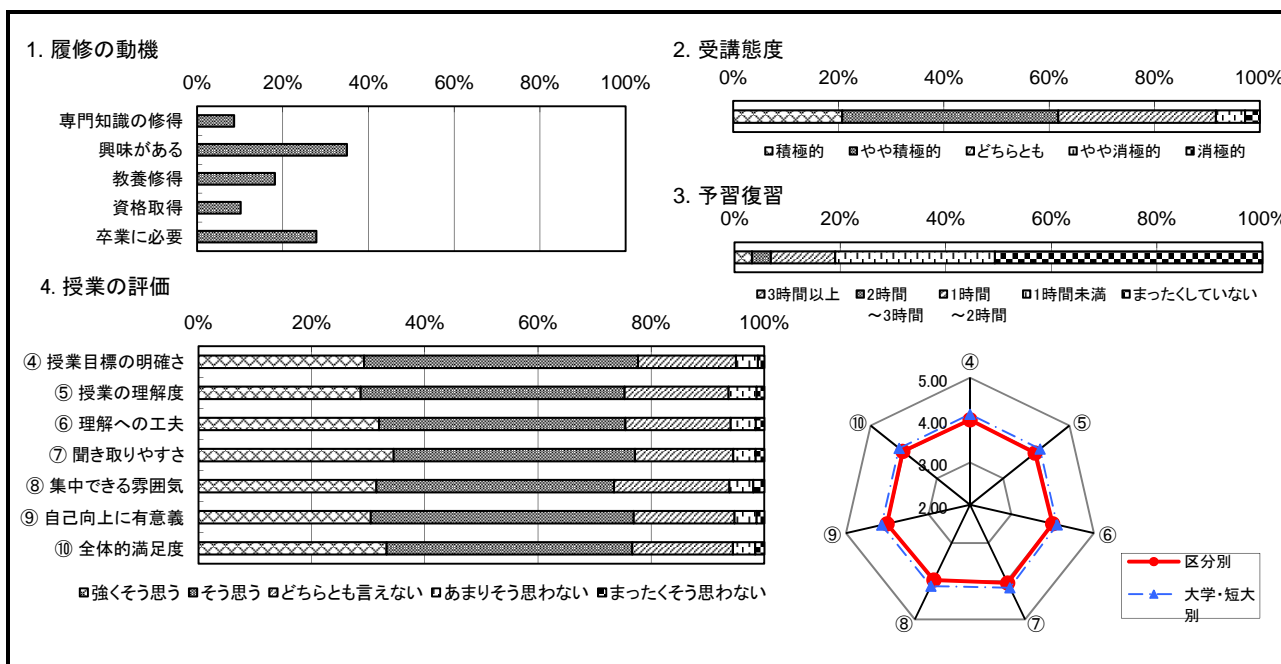 1. 履修の動機
0% 20% 40% 60% 80% 100%
専門知識の修得
興味がある
教養修得
資格取得
卒業に必要
2. 受講態度
0% 20% 40% 60% 80% 100%
積極的 やや積極的 どちらとも やや消極的 消極的
3. 予習復習
0% 20% 40% 60% 80% 100%
3時間以上 2時間 1時間 1時間未満 まったくしていない
～3時間 ～2時間
4. 授業の評価
0% 20% 40% 60% 80% 100%
④ 授業目標の明確さ
⑤ 授業の理解度
⑥ 理解への工夫
⑦ 聞き取りやすさ
⑧ 集中できる雰囲気
⑨ 自己向上に有意義
⑩ 全体的満足度
強くそう思う そう思う どちらとも言えない あまりそう思わない まったくそう思わない
④
5.00
⑩ ⑤
4.00
3.00
2.00
⑨ ⑥
⑧ ⑦
区分別
大学・短大
別